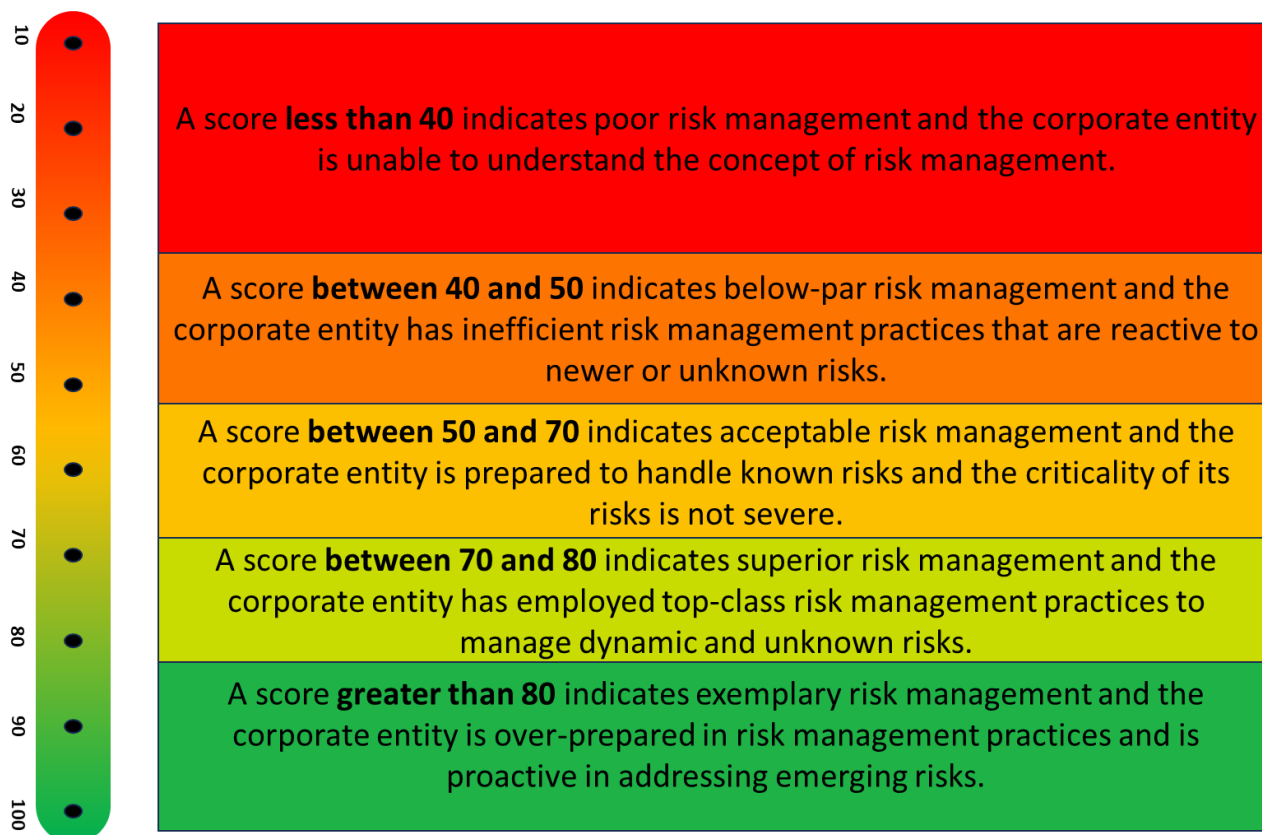 10
20
30
40
50
60
70
80
90
100
A score less than 40 indicates poor risk management and the corporate entity
is unable to understand the concept of risk management.
A score between 40 and 50 indicates below-par risk management and the
corporate entity has inefficient risk management practices that are reactive to
newer or unknown risks.
A score between 50 and 70 indicates acceptable risk management and the
corporate entity is prepared to handle known risks and the criticality of its
risks is not severe.
A score between 70 and 80 indicates superior risk management and the
corporate entity has employed top-class risk management practices to
manage dynamic and unknown risks.
A score greater than 80 indicates exemplary risk management and the
corporate entity is over-prepared in risk management practices and is
proactive in addressing emerging risks.